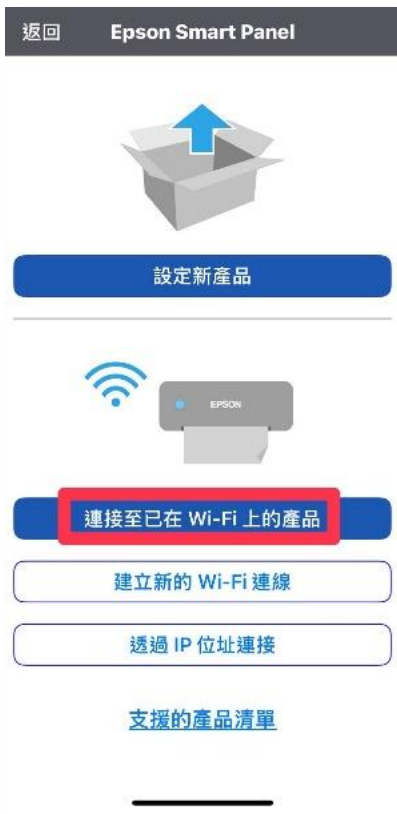 返回 Epson Smart Panel
設定新產品
EPSON
連接至已在 Wi-Fi 上的產品
建立新的 Wi-Fi 連線
透過 IP 位址連接
支援的產品清單